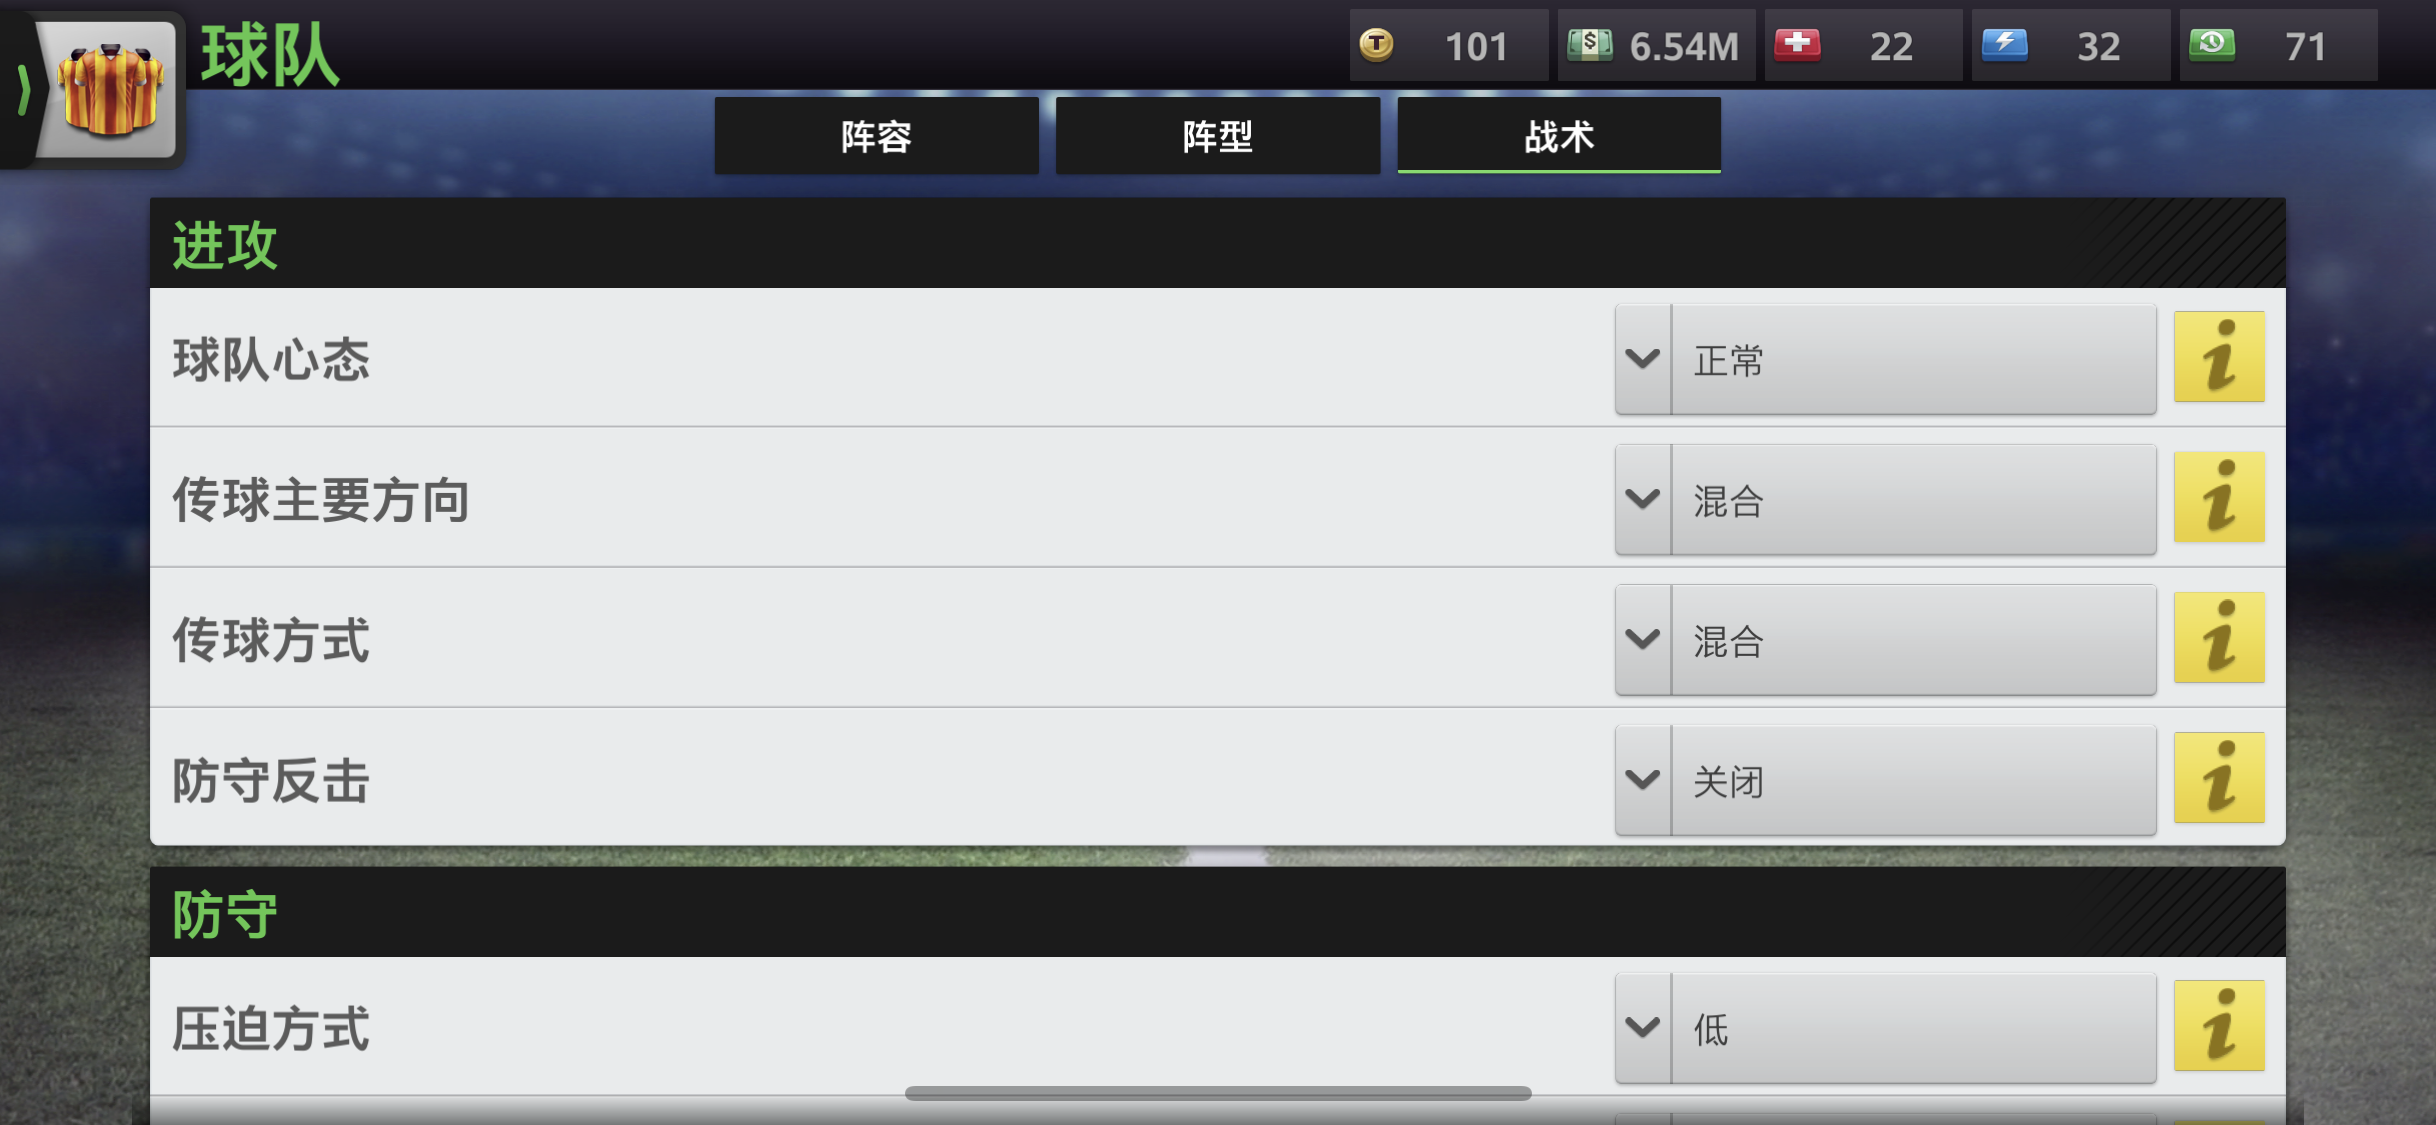 球队
T 101
$ 6.54M
22
32
71
阵容
阵型
战术
进攻
球队心态
正常
i
传球主要方向
混合
i
传球方式
混合
i
防守反击
关闭
i
防守
压迫方式
低
i